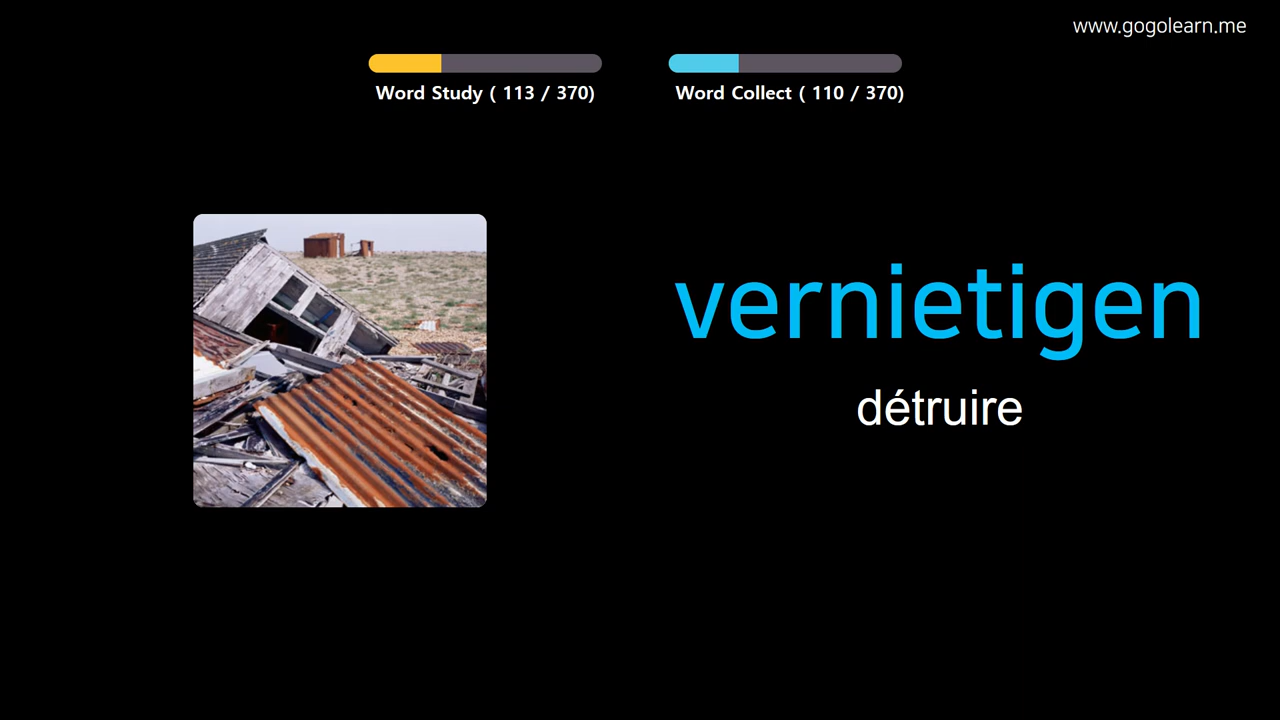 www.gogolearn.me
Word Study ( 113 / 370)
Word Collect ( 110 / 370)
vernietigen
détruire